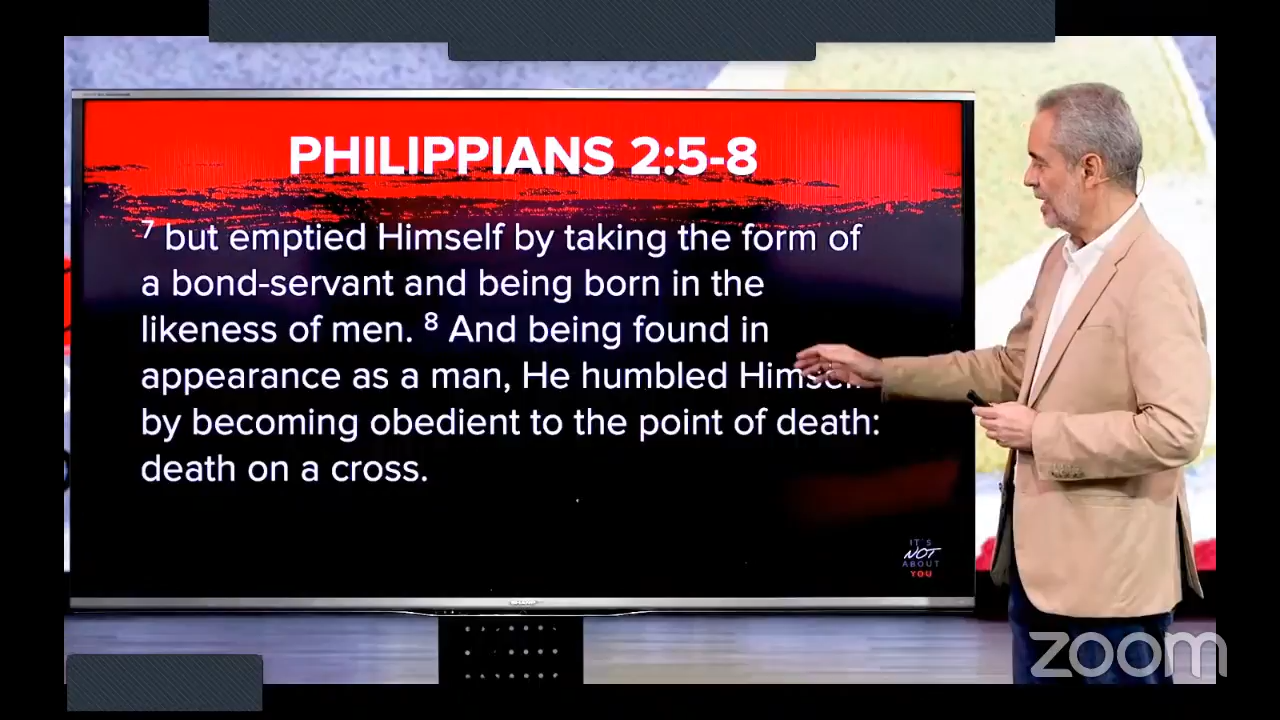 PHILIPPIANS 2:5-8
⁷ but emptied Himself by taking the form of
a bond-servant and being born in the
likeness of men. ⁸ And being found in
appearance as a man, He humbled
by becoming obedient to the point of death:
death on a cross.
IT'S
NOT
ABOUT
YOU
zoom